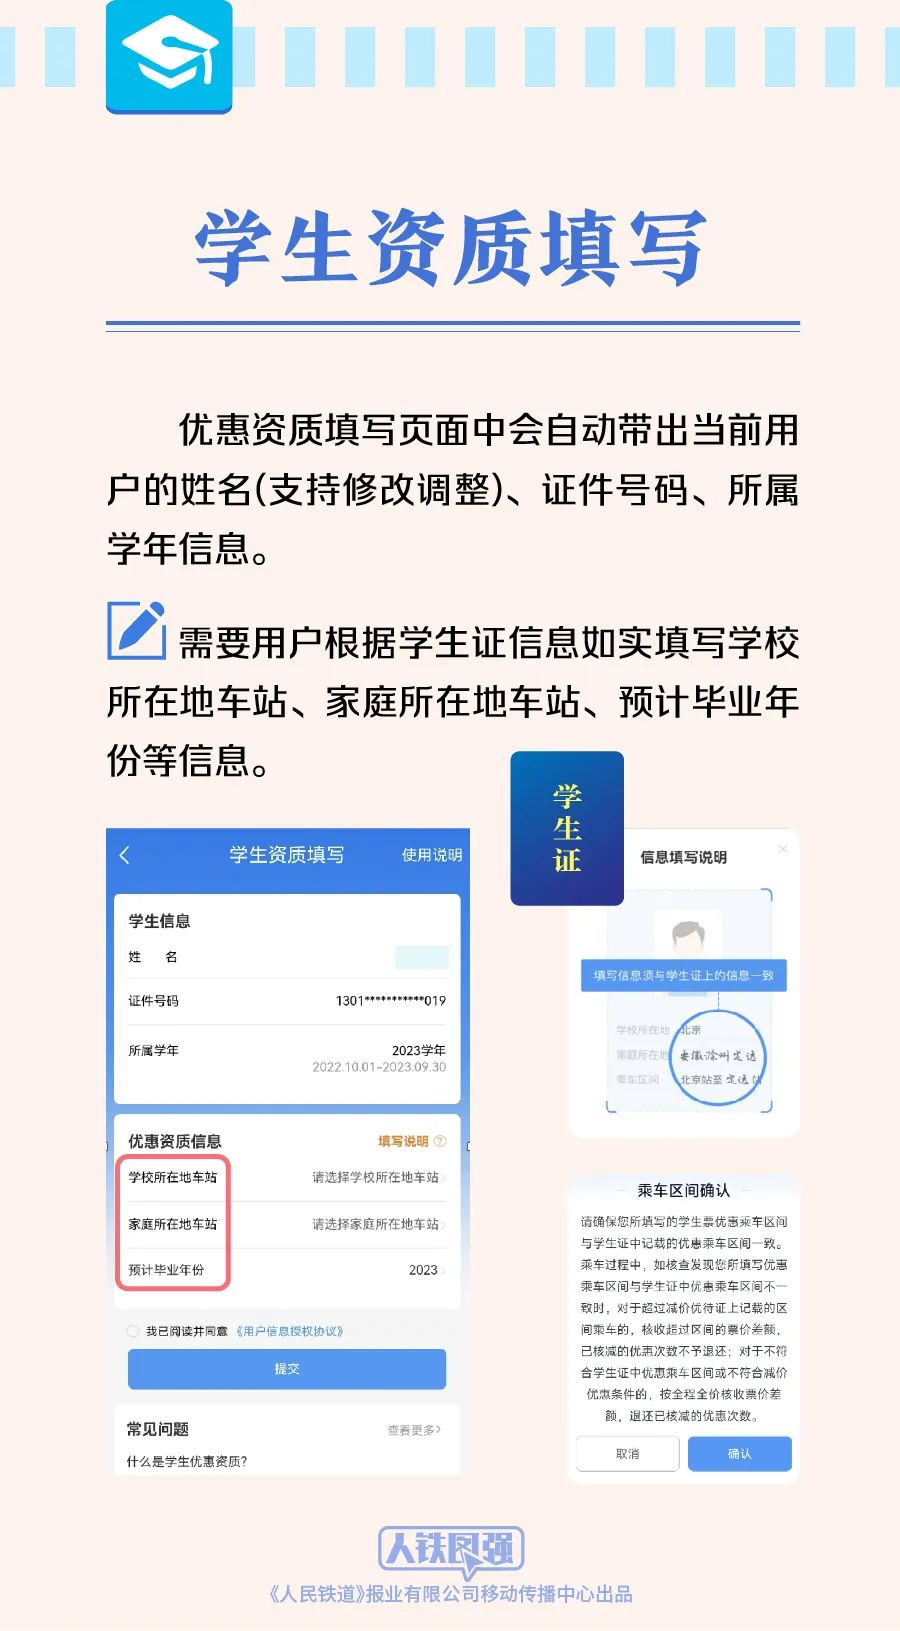 学生资质填写
优惠资质填写页面中会自动带出当前用
户的姓名(支持修改调整)、证件号码、所属
学年信息。
需要用户根据学生证信息如实填写学校
所在地车站、家庭所在地车站、预计毕业年
份等信息。
学生资质填写
使用说明
学生信息
姓 名
证件号码 1301***********019
所属学年 2023学年
2022.10.01-2023.09.30
优惠资质信息 填写说明
学校所在地车站 请选择学校所在地车站
家庭所在地车站 请选择家庭所在地车站
预计毕业年份 2023
我已阅读并同意《用户信息授权协议》
提交
常见问题 查看更多>
什么是学生优惠资质?
学生证
信息填写说明
填写信息须与学生证上的信息一致
学校所在地 北京
家庭所在地 安徽滁州定远
乘车区间 北京站至定远站
乘车区间确认
请确保您所填写的学生票优惠乘车区间
与学生证中记载的优惠乘车区间一致。
乘车过程中，如核查发现您所填写优惠
乘车区间与学生证中优惠乘车区间不一
致时，对于超过减价优待证上记载的区
间乘车的，核收超过区间的票价差额，
已核减的优惠次数不予退还；对于不符
合学生证中优惠乘车区间或不符合减价
优惠条件的，按全程全价核收票价差
额，退还已核减的优惠次数。
取消 确认
人铁图强
《人民铁道》报业有限公司移动传播中心出品